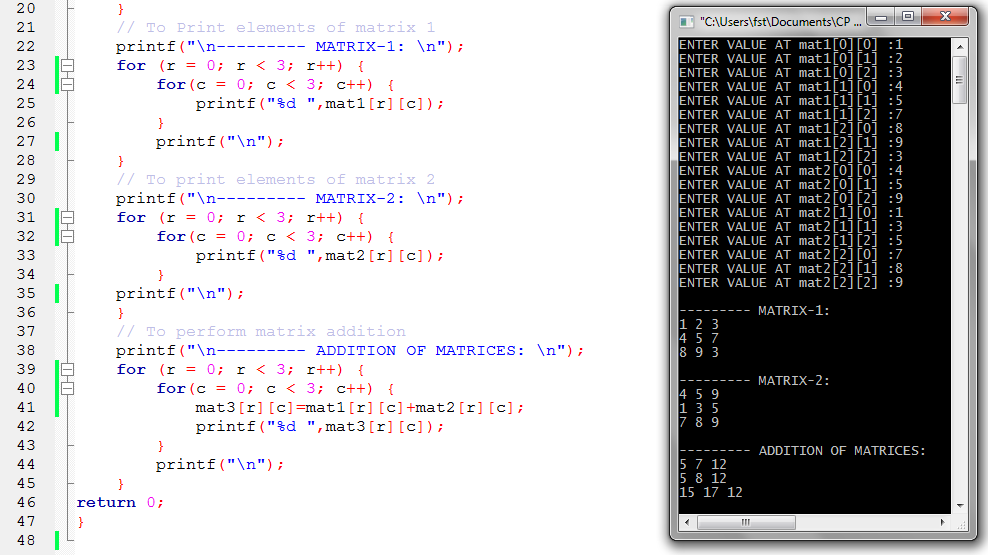 20 }
21 // To Print elements of matrix 1
22 printf("\n--------- MATRIX-1: \n");
23 for (r = 0; r < 3; r++) {
24 for(c = 0; c < 3; c++) {
25 printf("%d ",mat1[r][c]);
26 }
27 printf("\n");
28 }
29 // To print elements of matrix 2
30 printf("\n--------- MATRIX-2: \n");
31 for (r = 0; r < 3; r++) {
32 for(c = 0; c < 3; c++) {
33 printf("%d ",mat2[r][c]);
34 }
35 printf("\n");
36 }
37 // To perform matrix addition
38 printf("\n--------- ADDITION OF MATRICES: \n");
39 for (r = 0; r < 3; r++) {
40 for(c = 0; c < 3; c++) {
41 mat3[r][c]=mat1[r][c]+mat2[r][c];
42 printf("%d ",mat3[r][c]);
43 }
44 printf("\n");
45 }
46 return 0;
47 }
48
"C:\Users\fst\Documents\CP ...
ENTER VALUE AT mat1[0][0] :1
ENTER VALUE AT mat1[0][1] :2
ENTER VALUE AT mat1[0][2] :3
ENTER VALUE AT mat1[1][0] :4
ENTER VALUE AT mat1[1][1] :5
ENTER VALUE AT mat1[1][2] :7
ENTER VALUE AT mat1[2][0] :8
ENTER VALUE AT mat1[2][1] :9
ENTER VALUE AT mat1[2][2] :3
ENTER VALUE AT mat2[0][0] :4
ENTER VALUE AT mat2[0][1] :5
ENTER VALUE AT mat2[0][2] :9
ENTER VALUE AT mat2[1][0] :1
ENTER VALUE AT mat2[1][1] :3
ENTER VALUE AT mat2[1][2] :5
ENTER VALUE AT mat2[2][0] :7
ENTER VALUE AT mat2[2][1] :8
ENTER VALUE AT mat2[2][2] :9
--------- MATRIX-1:
1 2 3
4 5 7
8 9 3
--------- MATRIX-2:
4 5 9
1 3 5
7 8 9
--------- ADDITION OF MATRICES:
5 7 12
5 8 12
15 17 12